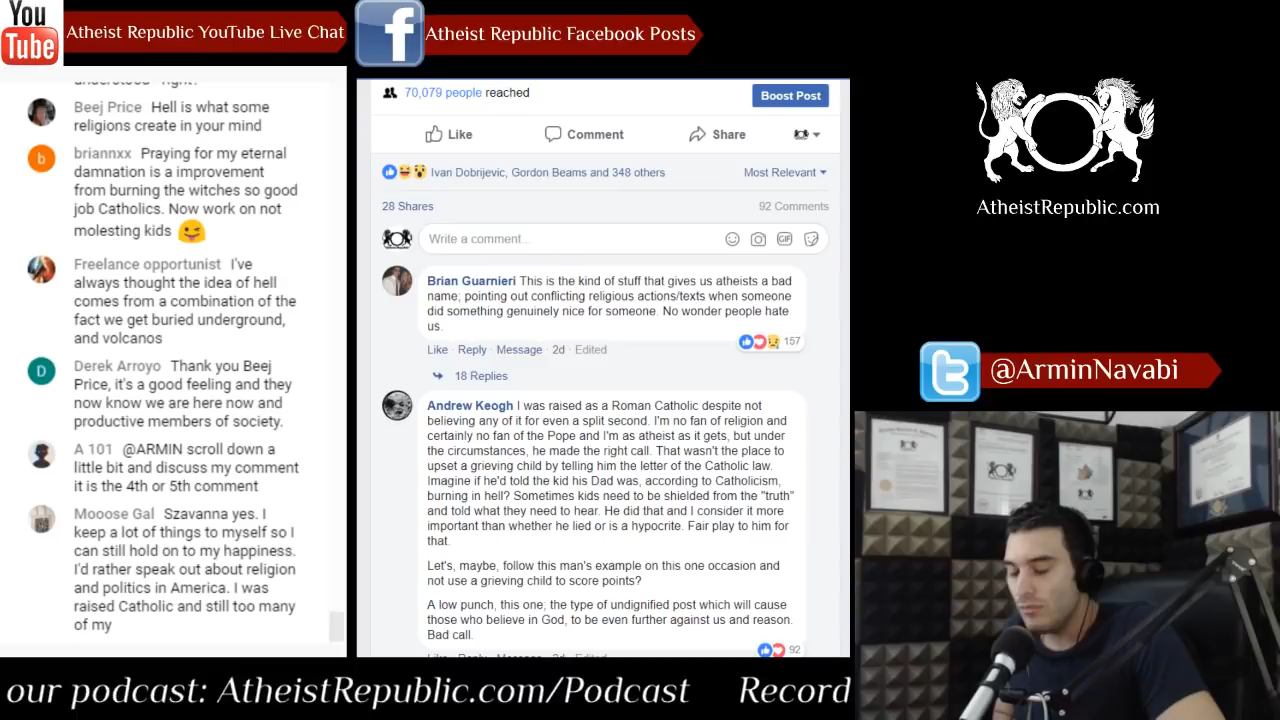 You
Tube
Atheist Republic YouTube Live Chat
Atheist Republic Facebook Posts
understood right?
Beej Price Hell is what some
religions create in your mind
b
briannxx Praying for my eternal
damnation is a improvement
from burning the witches so good
job Catholics. Now work on not
molesting kids
Freelance opportunist I've
always thought the idea of hell
comes from a combination of the
fact we get buried underground,
and volcanos
D
Derek Arroyo Thank you Beej
Price, it's a good feeling and they
now know we are here now and
productive members of society.
A 101 @ARMIN scroll down a
little bit and discuss my comment
it is the 4th or 5th comment
Mooose Gal Szavanna yes. I
keep a lot of things to myself so I
can still hold on to my happiness.
I'd rather speak out about religion
and politics in America. I was
raised Catholic and still too many
of my
70,079 people reached
Boost Post
Like Comment Share
Ivan Dobrijevic, Gordon Beams and 348 others Most Relevant
28 Shares 92 Comments
Write a comment...
GIF
Brian Guarnieri This is the kind of stuff that gives us atheists a bad
name; pointing out conflicting religious actions/texts when someone
did something genuinely nice for someone. No wonder people hate
us.
157
Like · Reply · Message · 2d · Edited
18 Replies
Andrew Keogh I was raised as a Roman Catholic despite not
believing any of it for even a split second. I'm no fan of religion and
certainly no fan of the Pope and I'm as atheist as it gets, but under
the circumstances, he made the right call. That wasn't the place to
upset a grieving child by telling him the letter of the Catholic law.
Imagine if he'd told the kid his Dad was, according to Catholicism,
burning in hell? Sometimes kids need to be shielded from the "truth"
and told what they need to hear. He did that and I consider it more
important than whether he lied or is a hypocrite. Fair play to him for
that.
Let's, maybe, follow this man's example on this one occasion and
not use a grieving child to score points?
A low punch, this one; the type of undignified post which will cause
those who believe in God, to be even further against us and reason.
Bad call.
92
Like · Reply · Message · 2d · Edited
AtheistRepublic.com
@ArminNavabi
our podcast: AtheistRepublic.com/Podcast Record